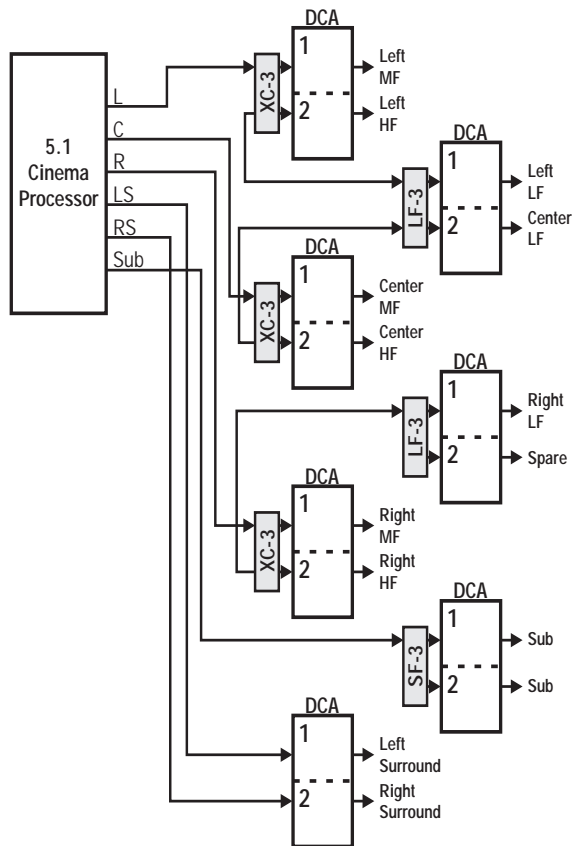 5.1
Cinema
Processor
L
C
R
LS
RS
Sub
DCA
XC-3
1
2
Left
MF
Left
HF
DCA
LF-3
1
2
Left
LF
Center
LF
DCA
XC-3
1
2
Center
MF
Center
HF
DCA
LF-3
1
2
Right
LF
Spare
DCA
XC-3
1
2
Right
MF
Right
HF
DCA
SF-3
1
2
Sub
Sub
DCA
1
2
Left
Surround
Right
Surround